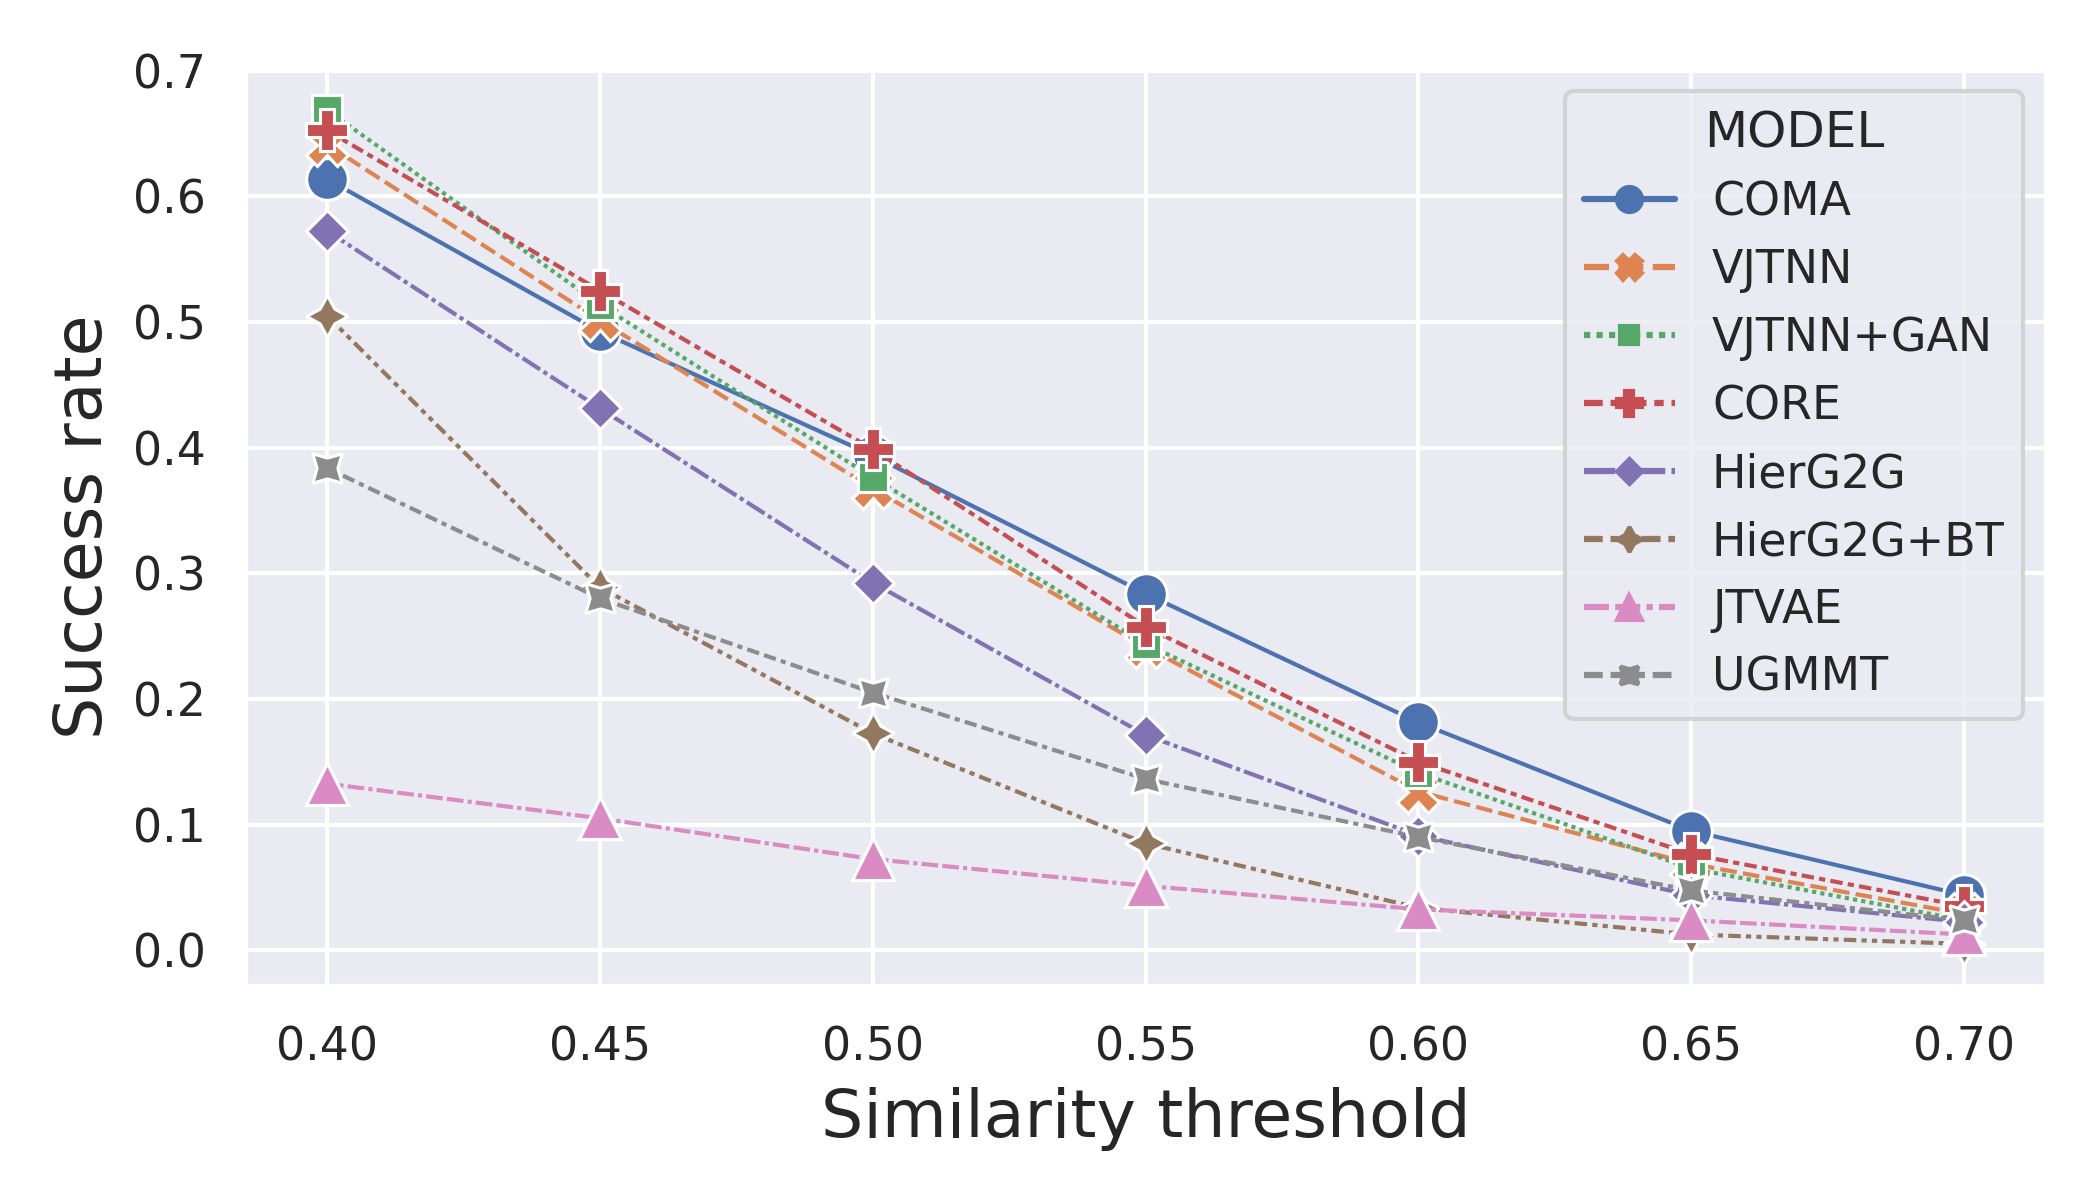 Success rate
0.7
0.6
0.5
0.4
0.3
0.2
0.1
0.0
MODEL
COMA
VJTNN
VJTNN+GAN
CORE
HierG2G
HierG2G+BT
JTVAE
UGMMT
0.40 0.45 0.50 0.55 0.60 0.65 0.70
Similarity threshold